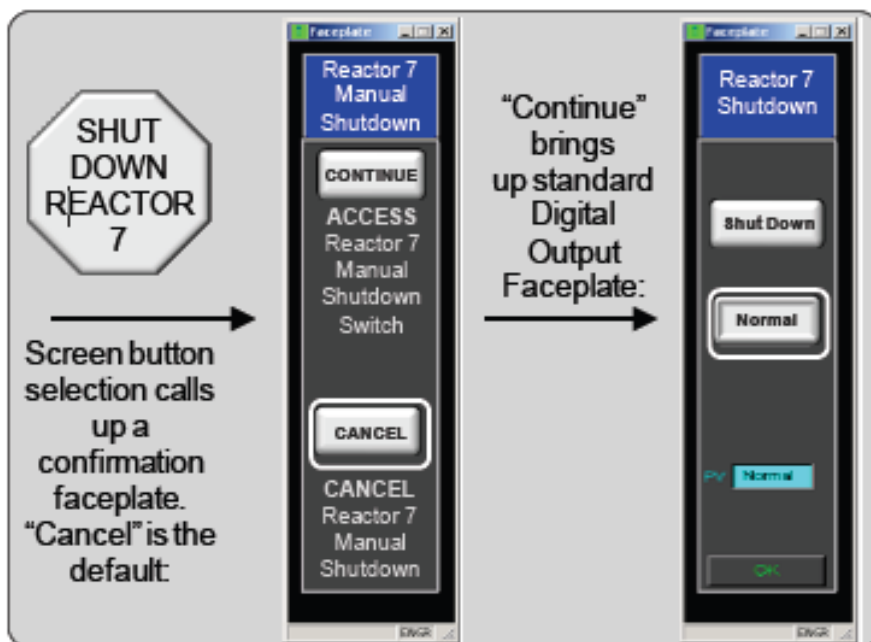 SHUT
DOWN
REACTOR
7
Screen button
selection calls
up a
confirmation
faceplate.
“Cancel” is the
default:
Faceplate
Reactor 7
Manual
Shutdown
CONTINUE
ACCESS
Reactor 7
Manual
Shutdown
Switch
CANCEL
CANCEL
Reactor 7
Manual
Shutdown
ENGR
“Continue”
brings
up standard
Digital
Output
Faceplate:
Faceplate
Reactor 7
Shutdown
Shut Down
Normal
PV Normal
OK
ENGR